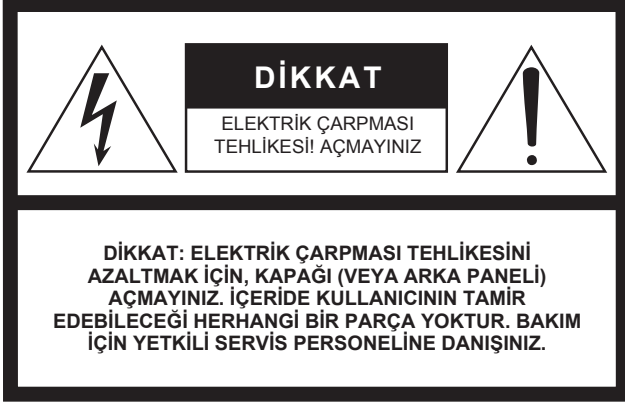 DİKKAT
ELEKTRİK ÇARPMASI
TEHLİKESİ! AÇMAYINIZ
DİKKAT: ELEKTRİK ÇARPMASI TEHLİKESİNİ
AZALTMAK İÇİN, KAPAĞI (VEYA ARKA PANELİ)
AÇMAYINIZ. İÇERİDE KULLANICININ TAMİR
EDEBİLECEĞİ HERHANGİ BİR PARÇA YOKTUR. BAKIM
İÇİN YETKİLİ SERVİS PERSONELİNE DANIŞINIZ.